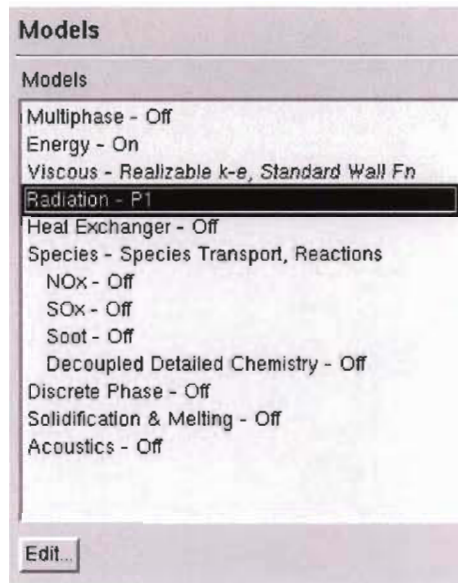 Models
Models
Multiphase - Off
Energy - On
Viscous - Realizable k-e, Standard Wall Fn
Radiation - P1
Heat Exchanger - Off
Species - Species Transport, Reactions
NOx - Off
SOx - Off
Soot - Off
Decoupled Detailed Chemistry - Off
Discrete Phase - Off
Solidification & Melting - Off
Acoustics - Off
Edit...